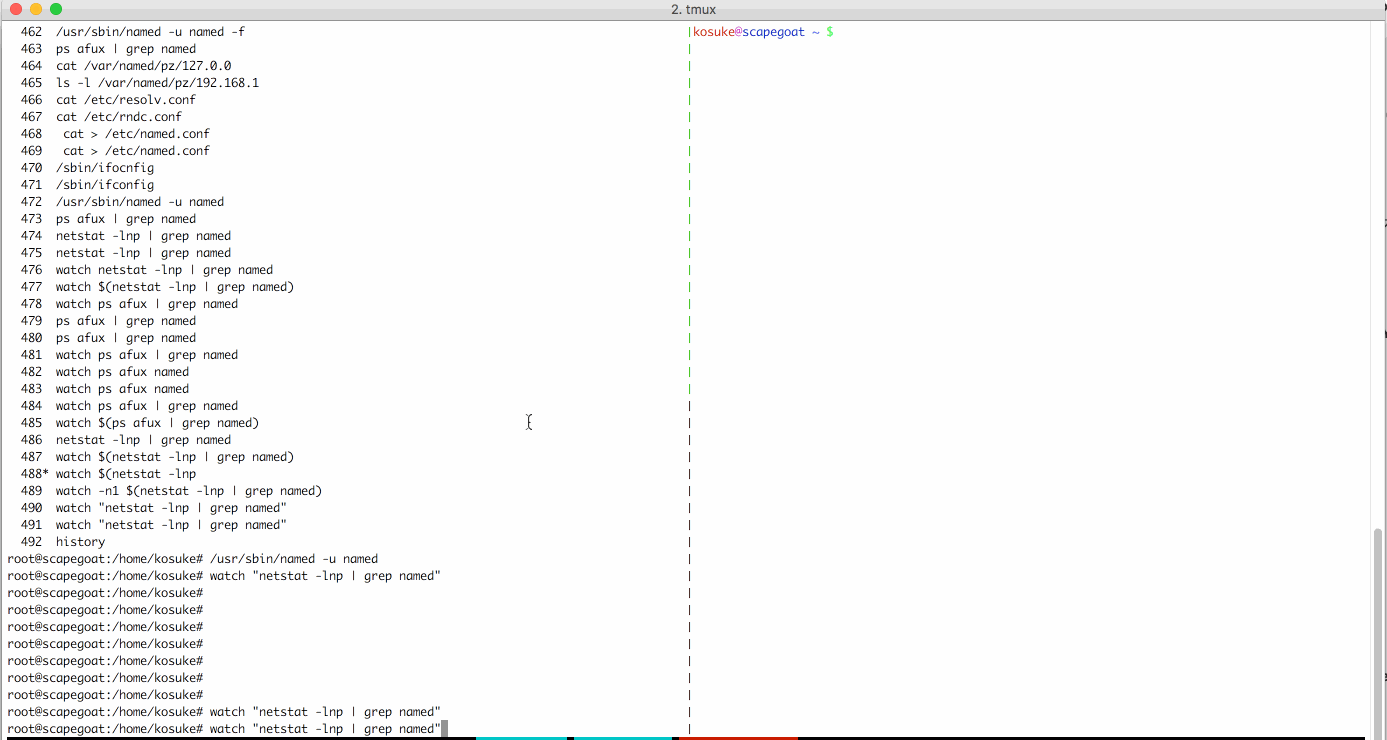 2. tmux
462 /usr/sbin/named -u named -f
463 ps afux | grep named
464 cat /var/named/pz/127.0.0
465 ls -l /var/named/pz/192.168.1
466 cat /etc/resolv.conf
467 cat /etc/rndc.conf
468 cat > /etc/named.conf
469 cat > /etc/named.conf
470 /sbin/ifocnfig
471 /sbin/ifconfig
472 /usr/sbin/named -u named
473 ps afux | grep named
474 netstat -lnp | grep named
475 netstat -lnp | grep named
476 watch netstat -lnp | grep named
477 watch $(netstat -lnp | grep named)
478 watch ps afux | grep named
479 ps afux | grep named
480 ps afux | grep named
481 watch ps afux | grep named
482 watch ps afux named
483 watch ps afux named
484 watch ps afux | grep named
485 watch $(ps afux | grep named)
486 netstat -lnp | grep named
487 watch $(netstat -lnp | grep named)
488* watch $(netstat -lnp
489 watch -n1 $(netstat -lnp | grep named)
490 watch "netstat -lnp | grep named"
491 watch "netstat -lnp | grep named"
492 history
root@scapegoat:/home/kosuke# /usr/sbin/named -u named
root@scapegoat:/home/kosuke# watch "netstat -lnp | grep named"
root@scapegoat:/home/kosuke#
root@scapegoat:/home/kosuke#
root@scapegoat:/home/kosuke#
root@scapegoat:/home/kosuke#
root@scapegoat:/home/kosuke#
root@scapegoat:/home/kosuke#
root@scapegoat:/home/kosuke#
root@scapegoat:/home/kosuke# watch "netstat -lnp | grep named"
root@scapegoat:/home/kosuke# watch "netstat -lnp | grep named"
kosuke@scapegoat ~ $